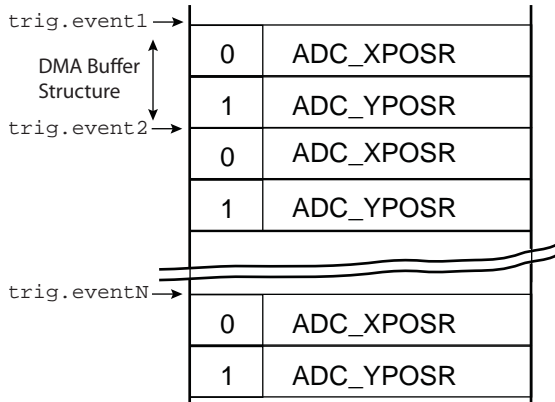 trig.event1
0 ADC_XPOSR
DMA Buffer
Structure
1 ADC_YPOSR
trig.event2
0 ADC_XPOSR
1 ADC_YPOSR
trig.eventN
0 ADC_XPOSR
1 ADC_YPOSR